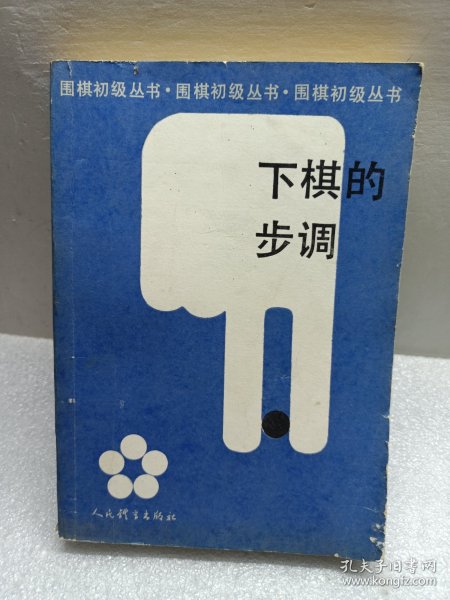 围棋初级丛书·围棋初级丛书·围棋初级丛书
下棋的
步调
人民体育出版社
孔夫子旧书网
www.kongfz.com